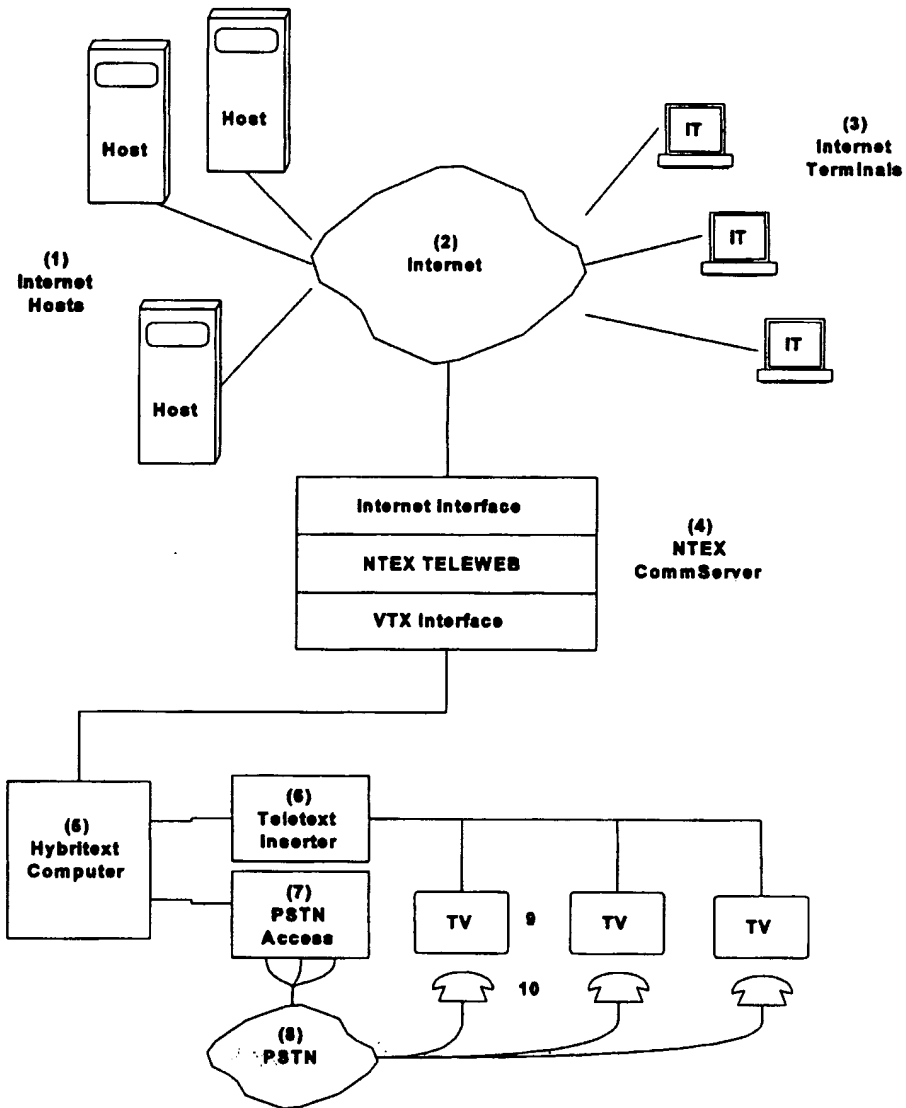 Host
Host
IT
(3)
Internet
Terminals
(2)
Internet
IT
(1)
Internet
Hosts
IT
Host
Internet Interface
NTEX TELEWEB
VTX Interface
(4)
NTEX
CommServer
(5)
Hybritext
Computer
(6)
Teletext
Inserter
(7)
PSTN
Access
TV
9
TV
TV
10
(8)
PSTN